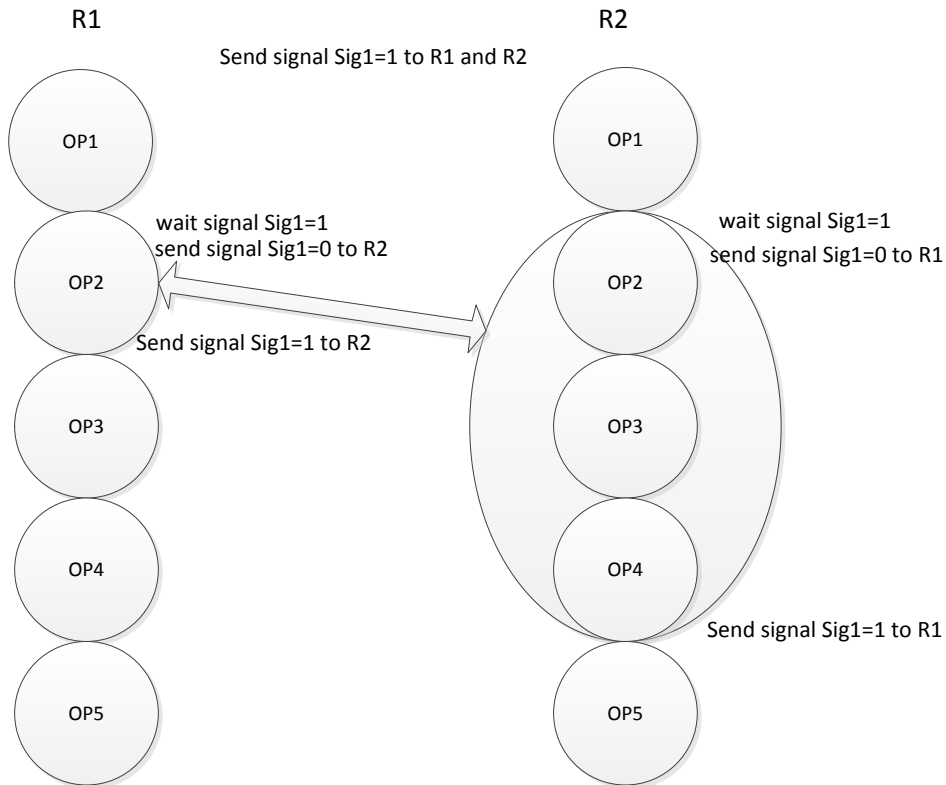 R1
R2
Send signal Sig1=1 to R1 and R2
OP1
OP1
wait signal Sig1=1
send signal Sig1=0 to R2
wait signal Sig1=1
send signal Sig1=0 to R1
OP2
OP2
Send signal Sig1=1 to R2
OP3
OP3
OP4
OP4
Send signal Sig1=1 to R1
OP5
OP5